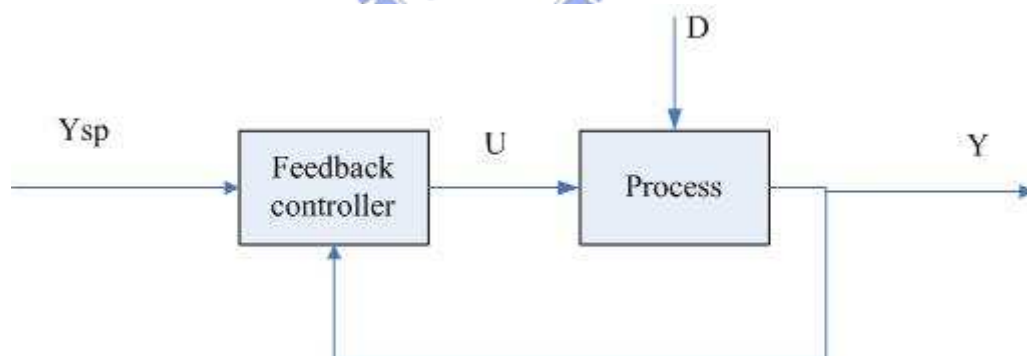 D
Ysp
U
Y
Feedback
controller
Process